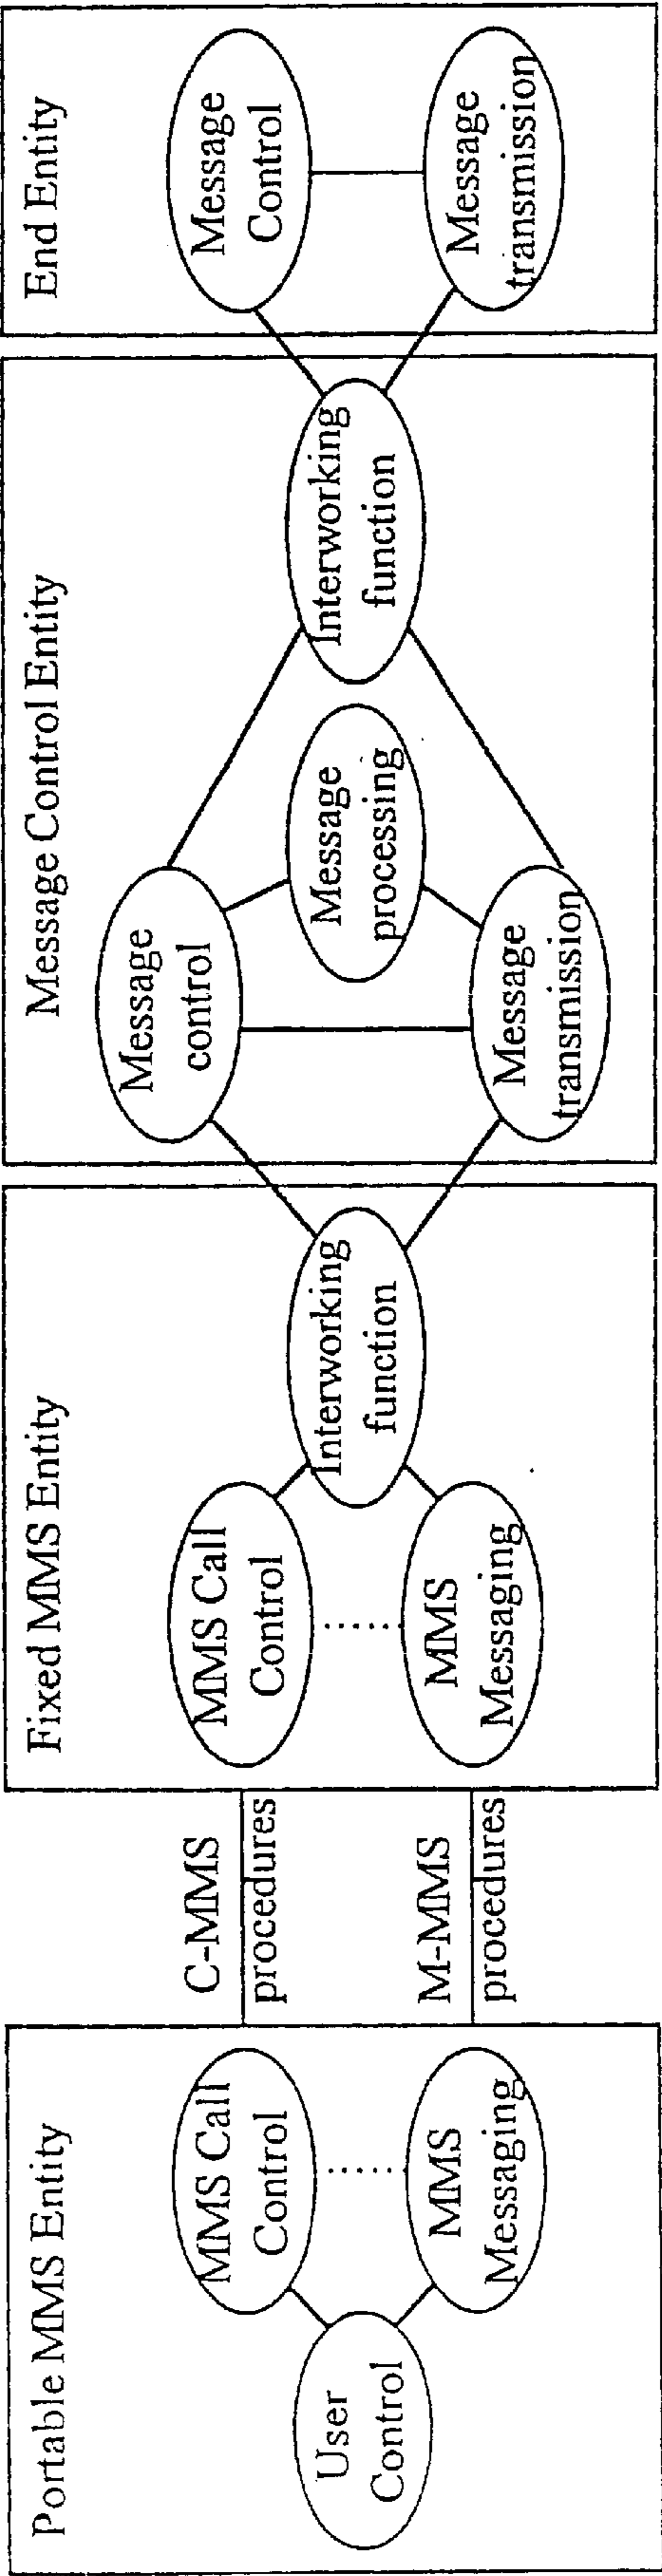 Portable MMS Entity
User
Control
MMS Call
Control
MMS
Messaging
C-MMS
procedures
M-MMS
procedures
Fixed MMS Entity
MMS Call
Control
MMS
Messaging
Interworking
function
Message Control Entity
Message
control
Message
transmission
Message
processing
Interworking
function
End Entity
Message
Control
Message
transmission